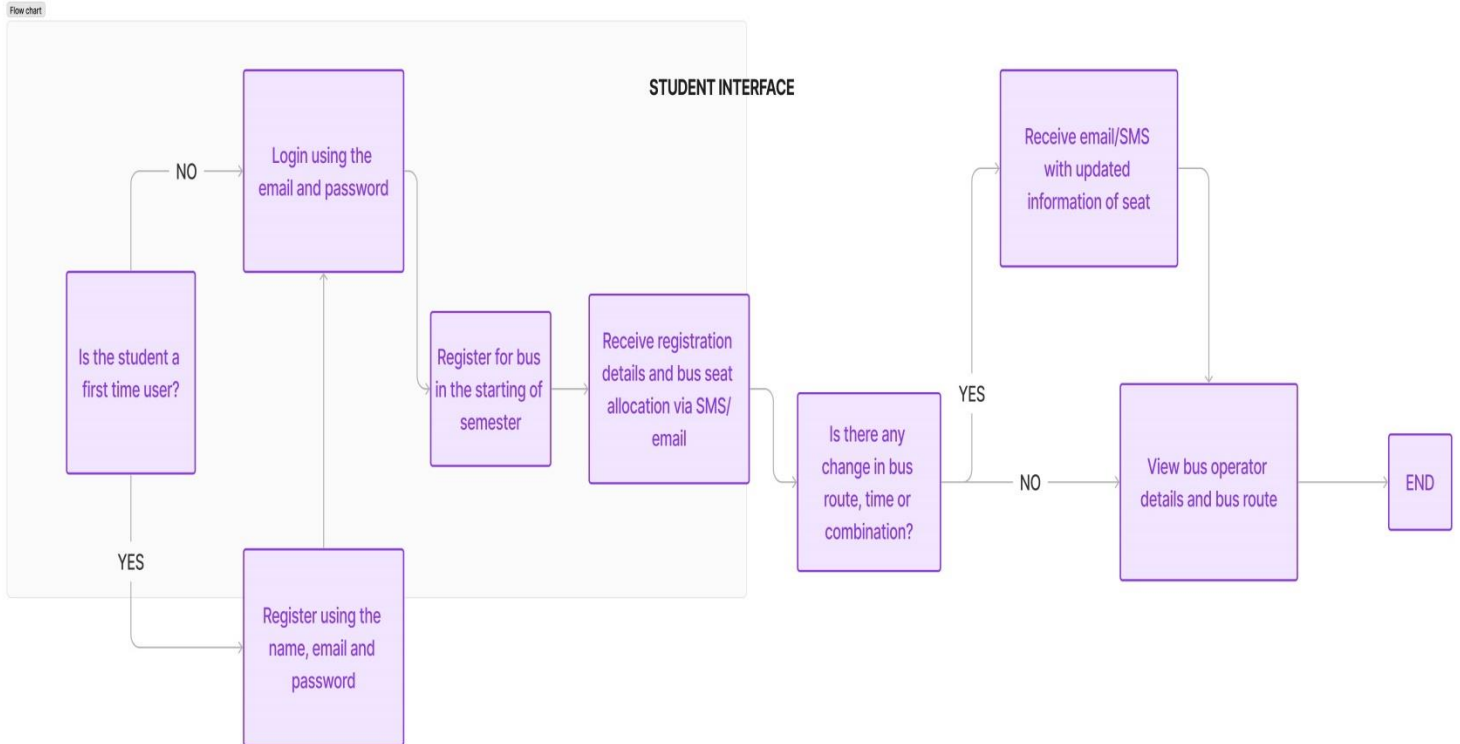 Flow chart
STUDENT INTERFACE
Is the student a
first time user?
NO
YES
Login using the
email and password
Register using the
name, email and
password
Register for bus
in the starting of
semester
Receive registration
details and bus seat
allocation via SMS/
email
Is there any
change in bus
route, time or
combination?
YES
NO
Receive email/SMS
with updated
information of seat
View bus operator
details and bus route
END